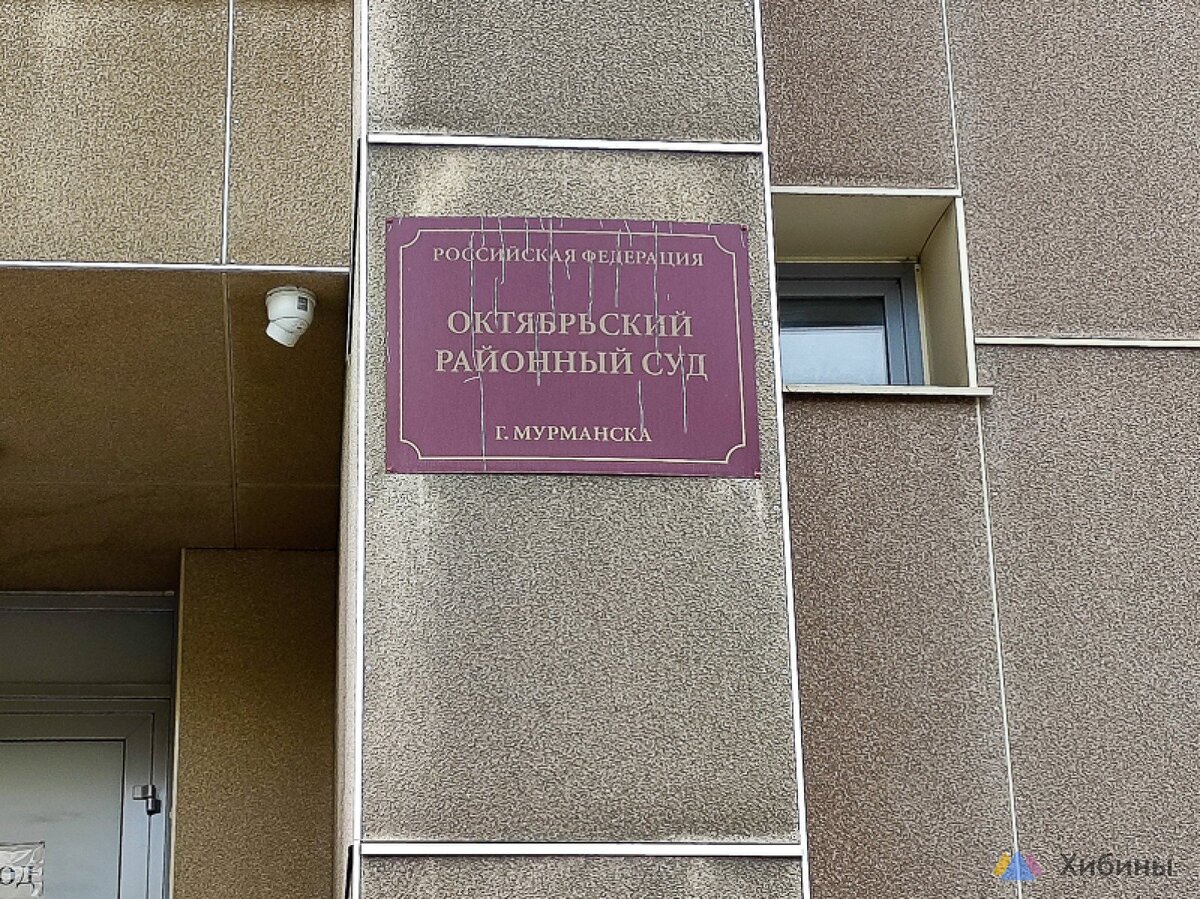 РОССИЙСКАЯ ФЕДЕРАЦИЯ
ОКТЯБРЬСКИЙ
РАЙОННЫЙ СУД
Г. МУРМАНСКА
Хибины